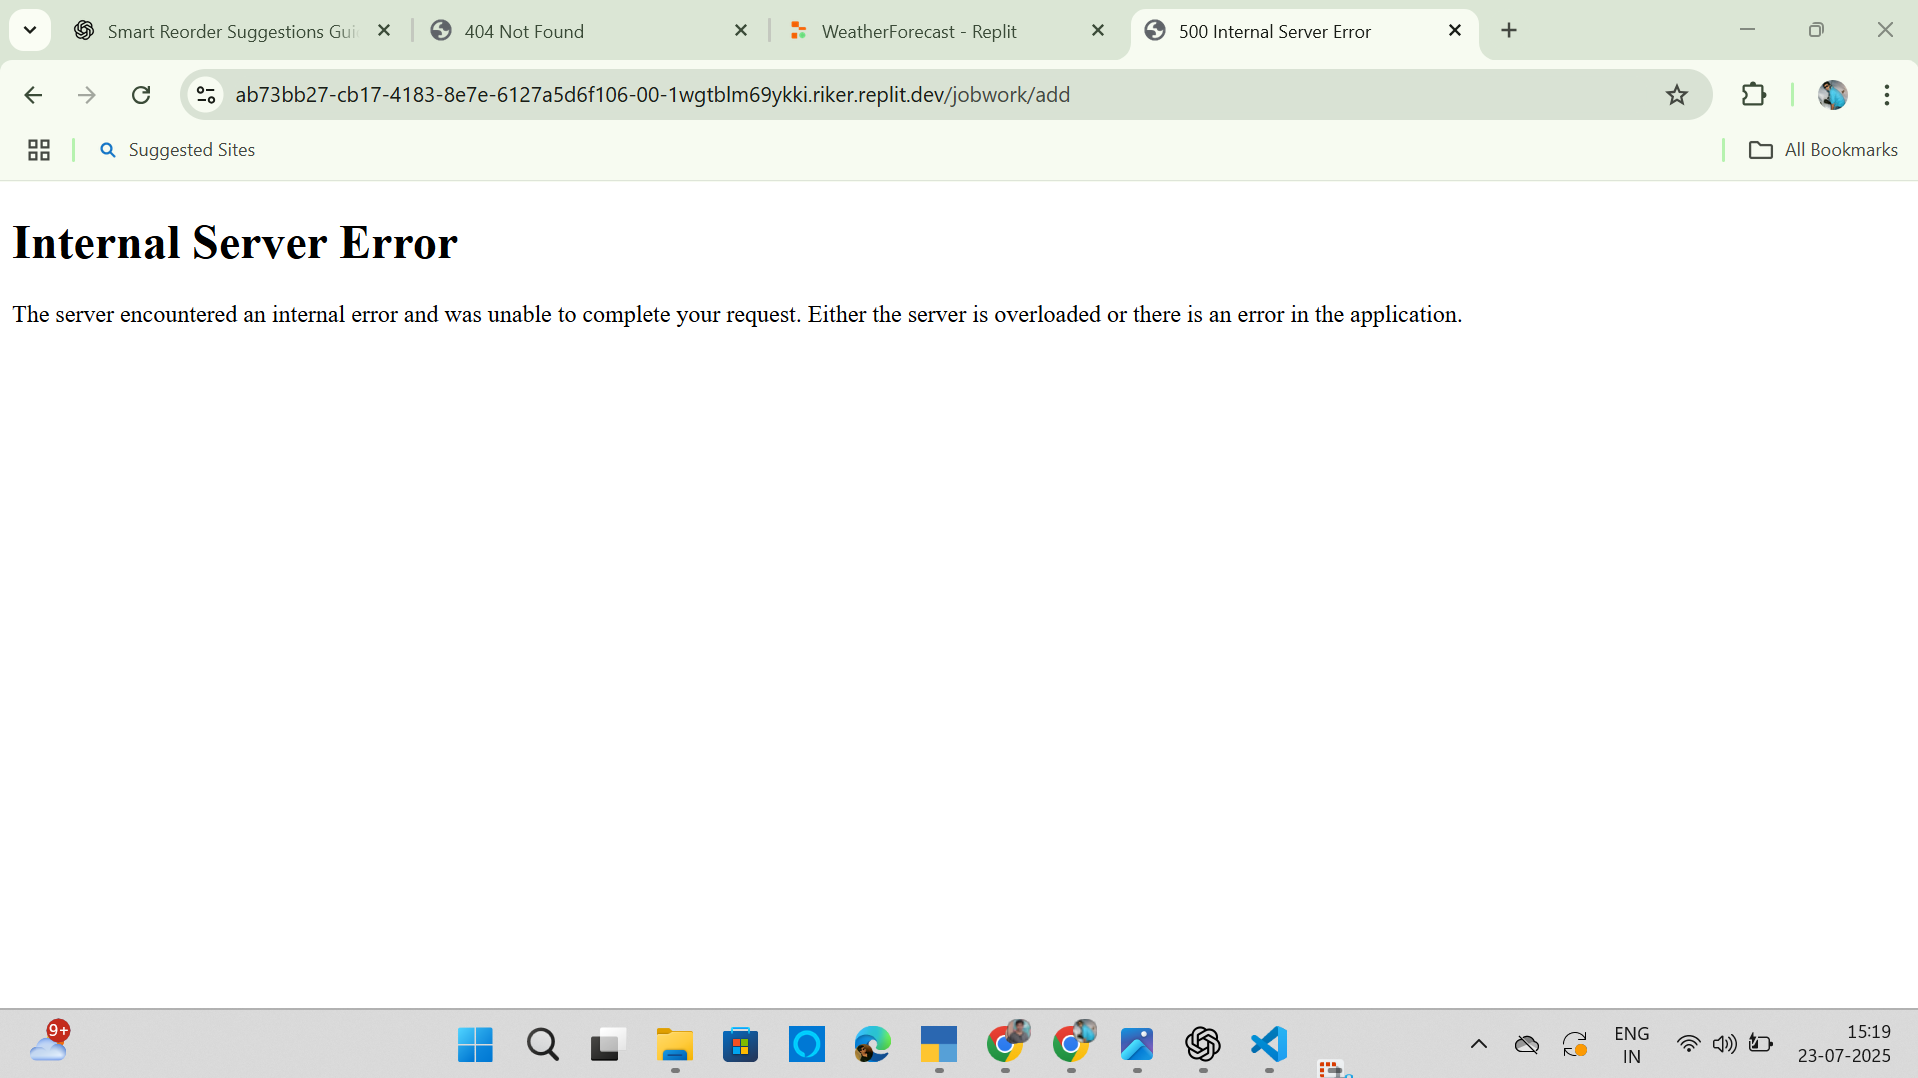 Smart Reorder Suggestions Gui
404 Not Found
WeatherForecast - Replit
500 Internal Server Error
ab73bb27-cb17-4183-8e7e-6127a5d6f106-00-1wgtblm69ykki.riker.replit.dev/jobwork/add
Suggested Sites
All Bookmarks
Internal Server Error
The server encountered an internal error and was unable to complete your request. Either the server is overloaded or there is an error in the application.
9+
ENG
IN
15:19
23-07-2025